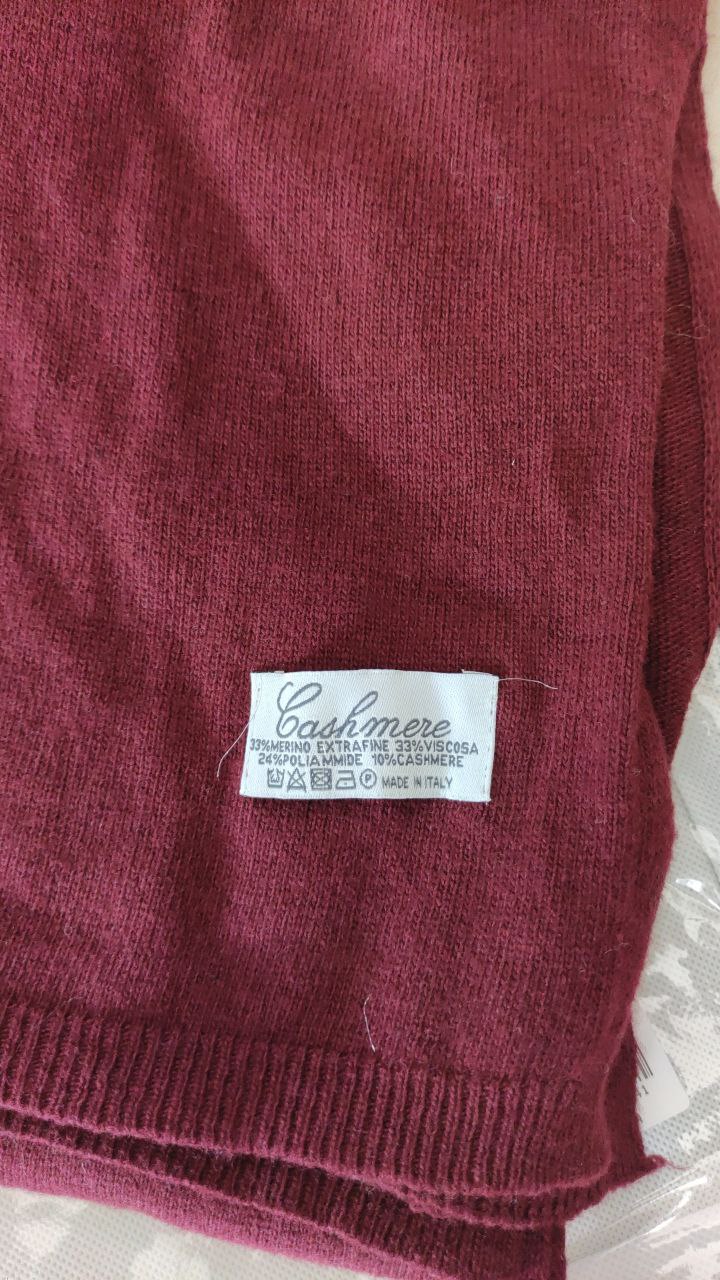 Cashmere
33%MERINO EXTRAFINE 33%VISCOSA
24%POLIAMMIDE 10%CASHMERE
P MADE IN ITALY